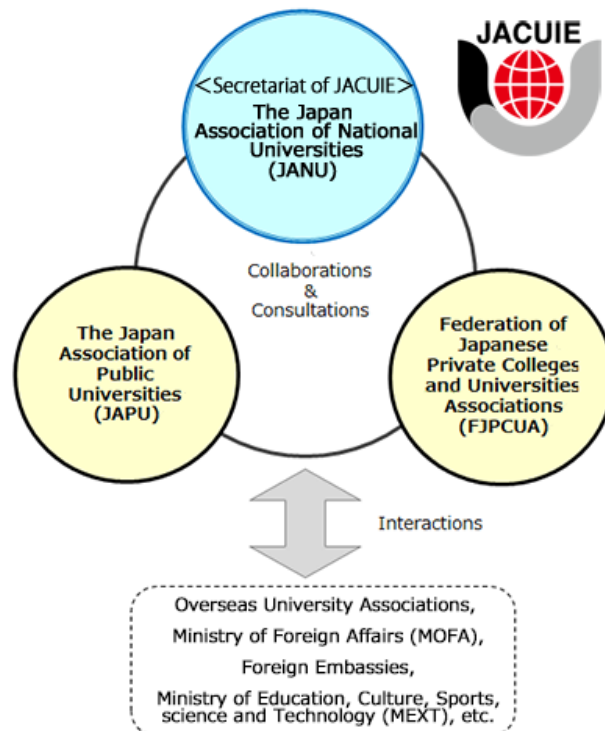 JACUIE
<Secretariat of JACUIE>
The Japan
Association of National
Universities
(JANU)
Collaborations
&
Consultations
The Japan
Association of
Public
Universities
(JAPU)
Federation of
Japanese
Private Colleges
and Universities
Associations
(FJPCUA)
Interactions
Overseas University Associations,
Ministry of Foreign Affairs (MOFA),
Foreign Embassies,
Ministry of Education, Culture, Sports,
science and Technology (MEXT), etc.